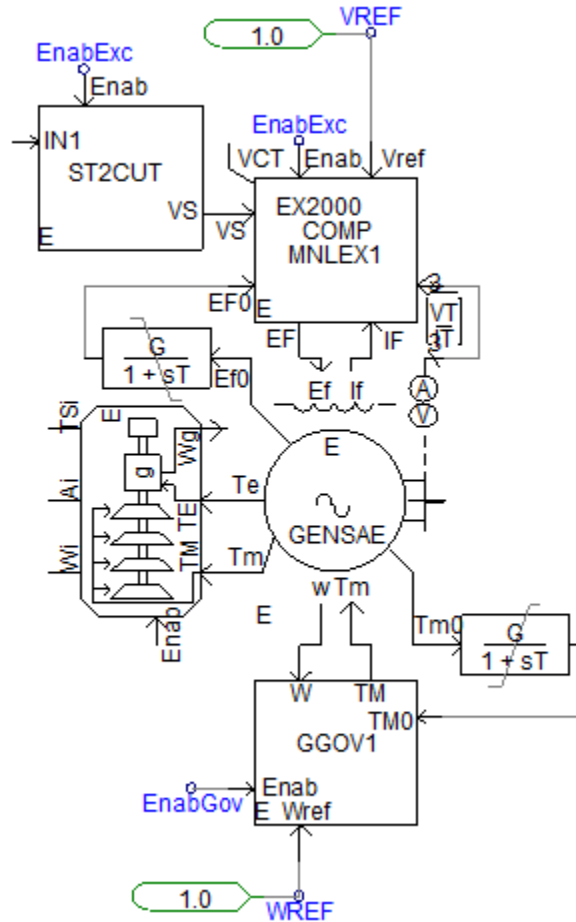 VREF
1.0
EnabExc
Enab
IN1
ST2CUT
VS
E
VS
EnabExc
VCT
Enab
Vref
EX2000
COMP
MNLEX1
EF0
E
3
VT
IT
3
EF
IF
G
1 + sT
Ef0
Ef
If
A
V
TSi
E
Wg
g
Ai
TE
Te
E
GENSAE
Wi
TM
Tm
Enab
E
w
Tm
Tm0
G
1 + sT
W
TM
TM0
GGOV1
Enab
EnabGov
E
Wref
1.0
WREF